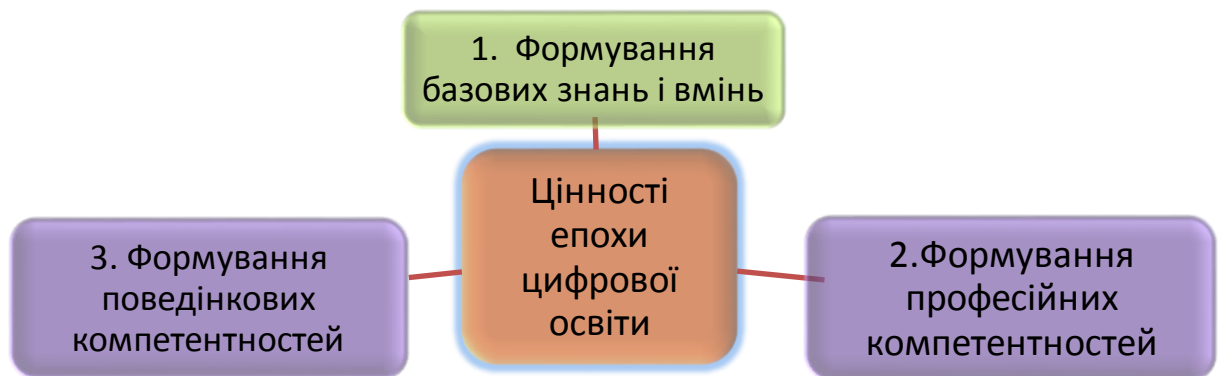 1. Формування
базових знань і вмінь
Цінності
епохи
цифрової
освіти
3. Формування
поведінкових
компетентностей
2.Формування
професійних
компетентностей